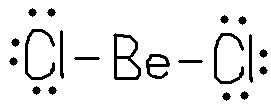 Cl – Be – Cl